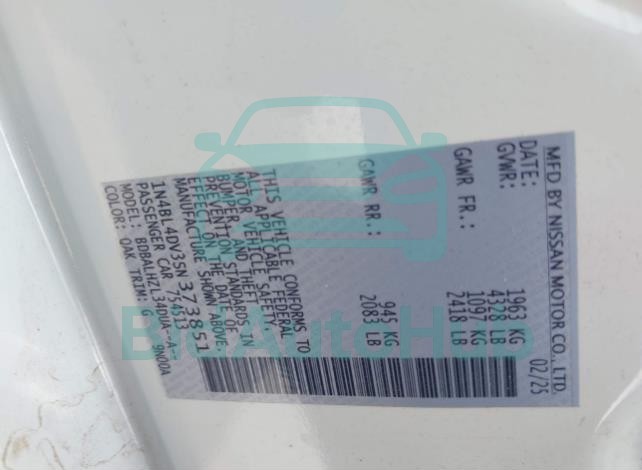 MFD BY NISSAN MOTOR CO., LTD.
DATE: 02/25
GVWR: 1963 KG
4328 LB
GAWR FR.: 1097 KG
2418 LB
GAWR RR.: 945 KG
2083 LB
THIS VEHICLE CONFORMS TO
ALL APPLICABLE FEDERAL
MOTOR VEHICLE SAFETY,
BUMPER, AND THEFT
PREVENTION STANDARDS IN
EFFECT ON THE DATE OF
MANUFACTURE SHOWN ABOVE.
1N4BL4DV3SN373851
PASSENGER CAR 754513
MODEL: BDBALHZL34DUA--A--
COLOR: QAK TRIM: G 9N00A
BidAutoHub